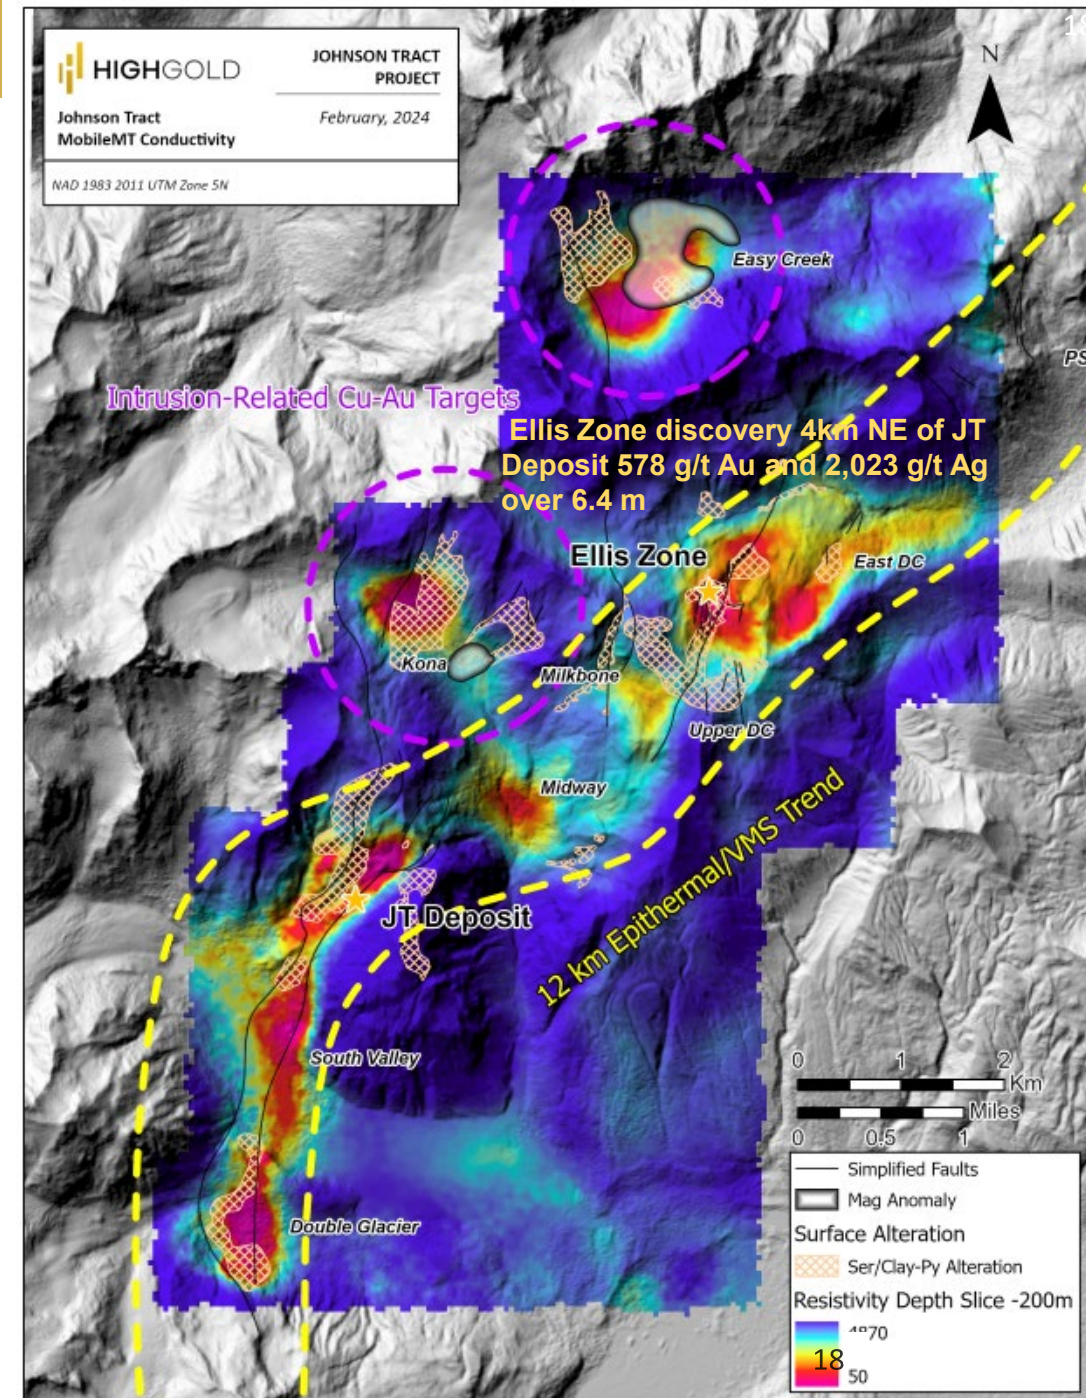 HIGHGOLD
JOHNSON TRACT
PROJECT
Johnson Tract
MobileMT Conductivity
February, 2024
NAD 1983 2011 UTM Zone 5N
N
Easy Creek
PS
Intrusion-Related Cu-Au Targets
Ellis Zone discovery 4km NE of JT
Deposit 578 g/t Au and 2,023 g/t Ag
over 6.4 m
Ellis Zone
East DC
Kona
Milkbone
Upper DC
Midway
12 km Epithermal/VMS Trend
JT Deposit
South Valley
Double Glacier
0 1 2
Km
Miles
0 0.5 1
Simplified Faults
Mag Anomaly
Surface Alteration
Ser/Clay-Py Alteration
Resistivity Depth Slice -200m
18
50